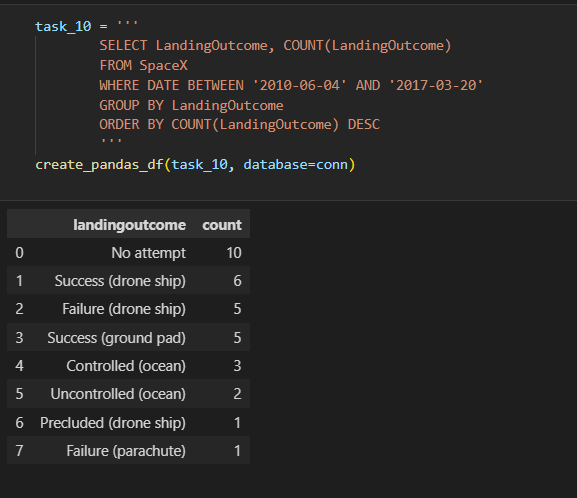 task_10 = '''
SELECT LandingOutcome, COUNT(LandingOutcome)
FROM SpaceX
WHERE DATE BETWEEN '2010-06-04' AND '2017-03-20'
GROUP BY LandingOutcome
ORDER BY COUNT(LandingOutcome) DESC
'''
create_pandas_df(task_10, database=conn)
landingoutcome count
0 No attempt 10
1 Success (drone ship) 6
2 Failure (drone ship) 5
3 Success (ground pad) 5
4 Controlled (ocean) 3
5 Uncontrolled (ocean) 2
6 Precluded (drone ship) 1
7 Failure (parachute) 1